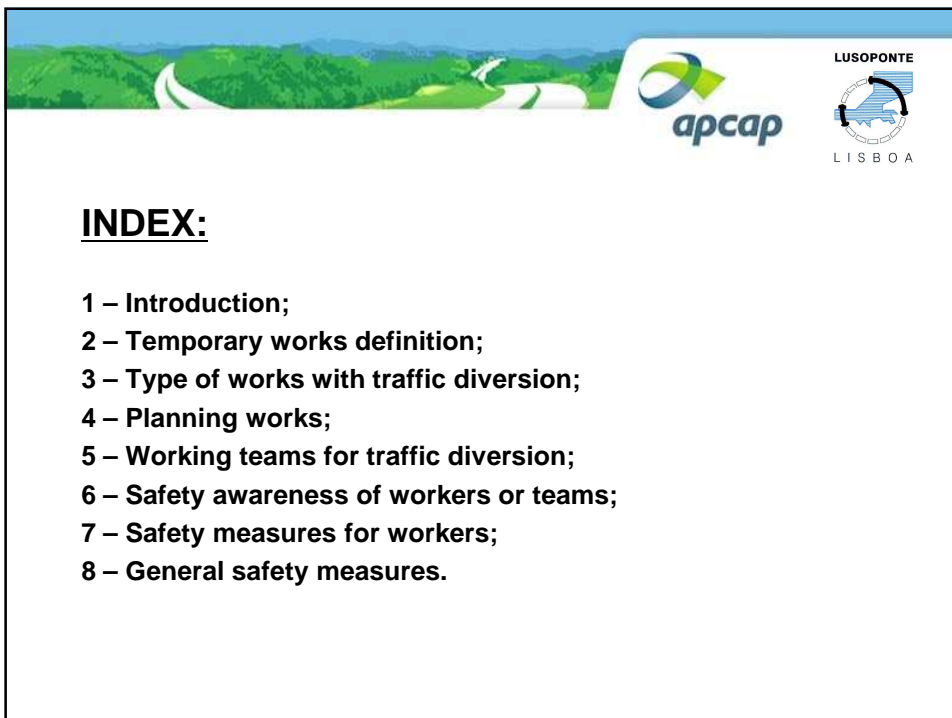 apcap
LUSOPONTE
LISBOA
INDEX:
1 – Introduction;
2 – Temporary works definition;
3 – Type of works with traffic diversion;
4 – Planning works;
5 – Working teams for traffic diversion;
6 – Safety awareness of workers or teams;
7 – Safety measures for workers;
8 – General safety measures.